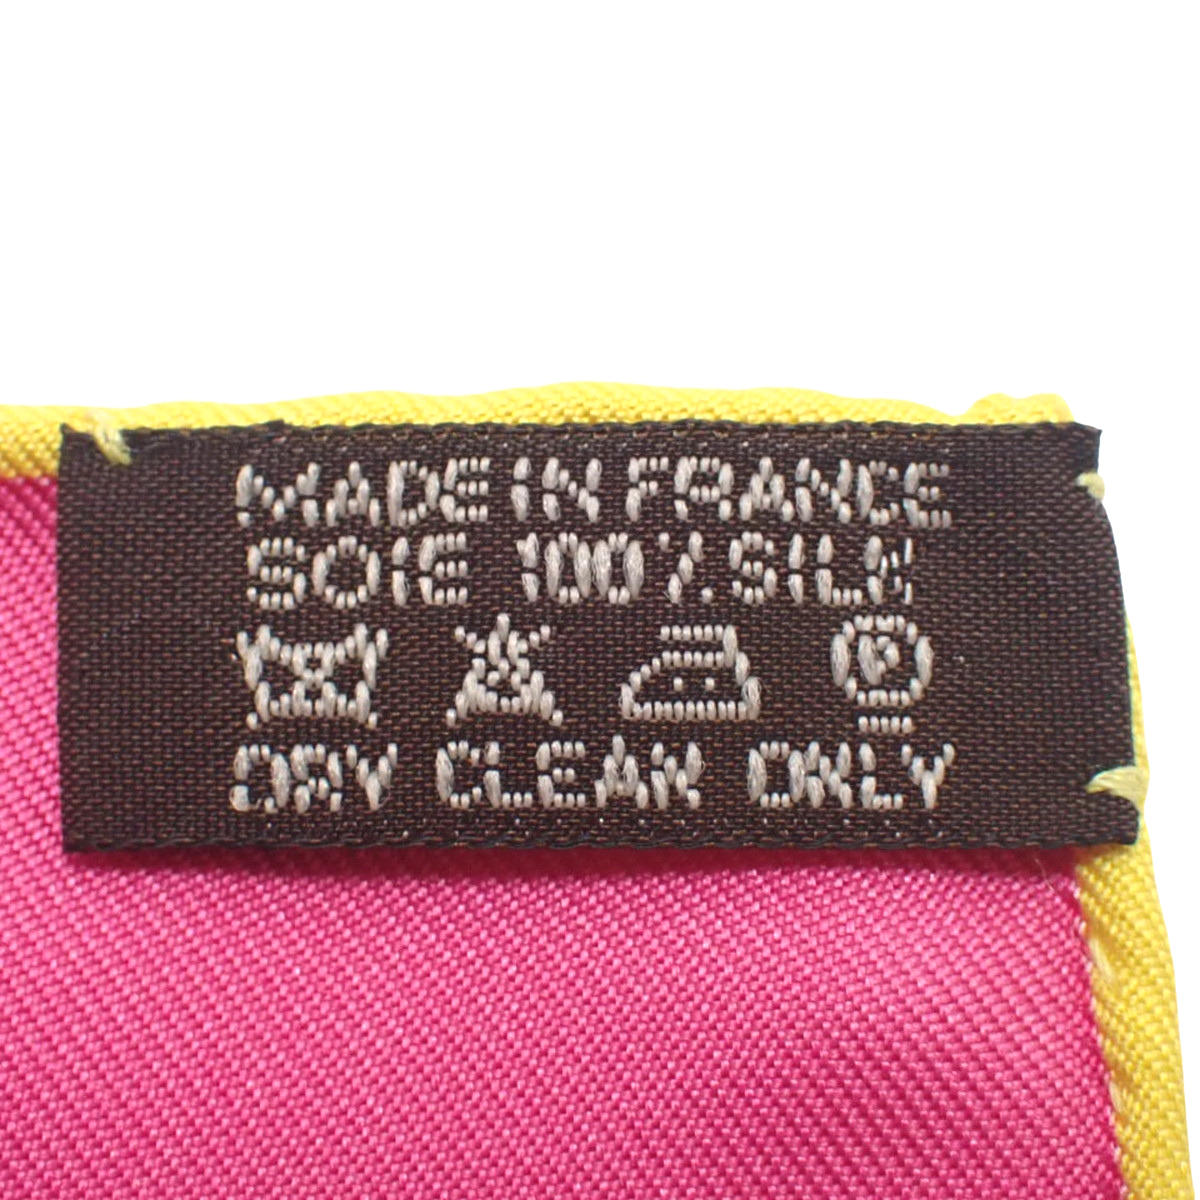 MADE IN FRANCE
SOIE 100% SILK
P
DRY CLEAN ONLY